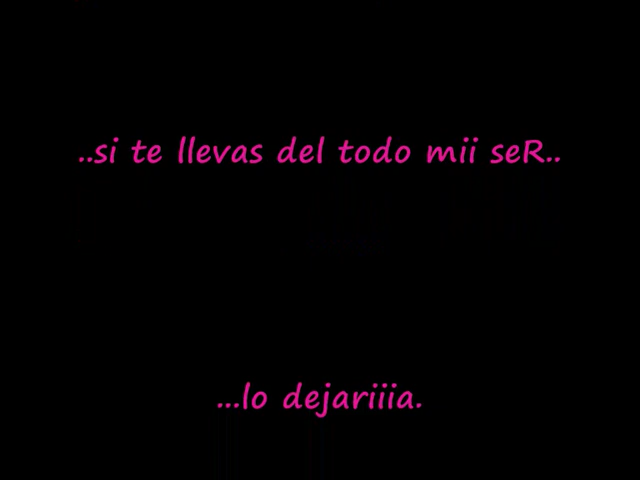 ..si te llevas del todo mii seR..
...lo dejariiia.